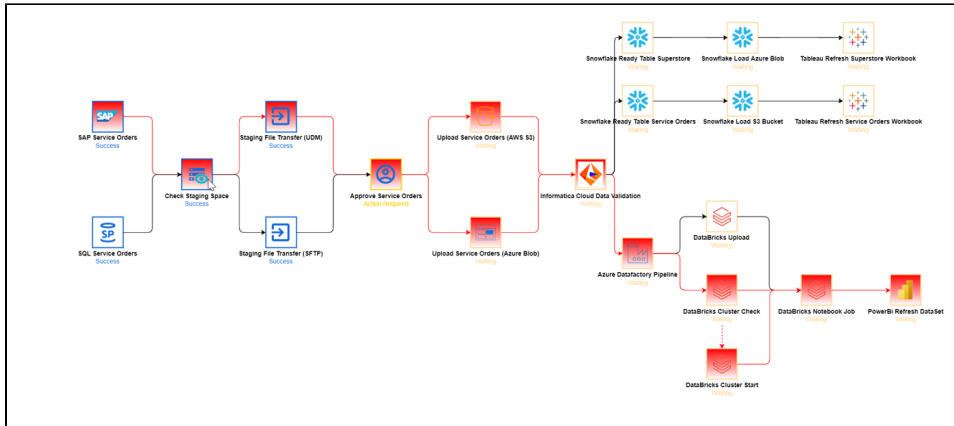 Snowflake Ready Table Superstore
Waiting
Snowflake Load Azure Blob
Waiting
Tableau Refresh Superstore Workbook
Waiting
SAP
SAP Service Orders
Success
Staging File Transfer (UDM)
Success
Upload Service Orders (AWS S3)
Waiting
Snowflake Ready Table Service Orders
Waiting
Snowflake Load S3 Bucket
Waiting
Tableau Refresh Service Orders Workbook
Waiting
Check Staging Space
Success
Approve Service Orders
Action Required
Informatica Cloud Data Validation
Waiting
SP
SQL Service Orders
Success
Staging File Transfer (SFTP)
Success
Upload Service Orders (Azure Blob)
Waiting
DataBricks Upload
Waiting
Azure Datafactory Pipeline
Waiting
DataBricks Cluster Check
Waiting
DataBricks Notebook Job
Waiting
PowerBi Refresh DataSet
Waiting
DataBricks Cluster Start
Waiting